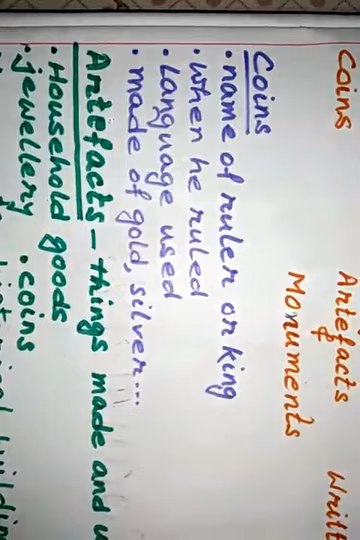 Coins Artefacts
& 
Monuments
Coins
• name of ruler or king
• when he ruled
• Language used
• made of gold, silver...
Artefacts - things made and
• Household goods
• jewellery • coins